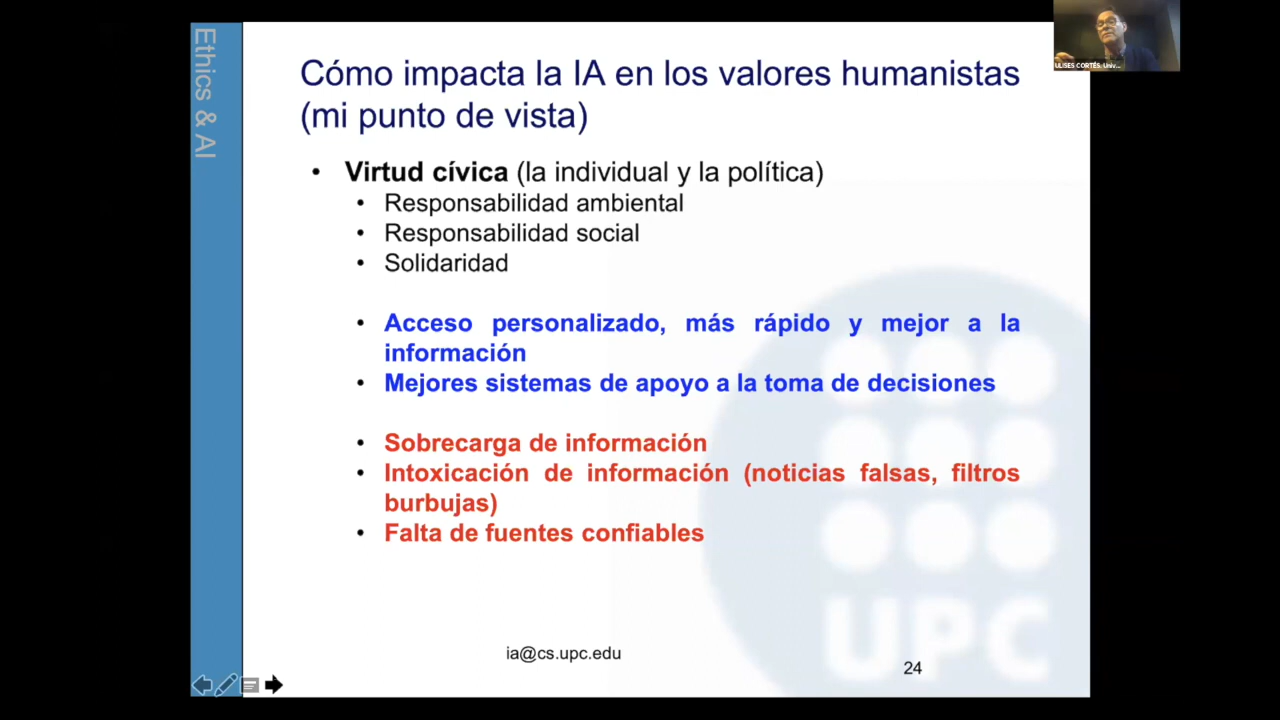 Ethics & AI
ULISES CORTÉS. Univ...
Cómo impacta la IA en los valores humanistas
(mi punto de vista)
• Virtud cívica (la individual y la política)
• Responsabilidad ambiental
• Responsabilidad social
• Solidaridad
• Acceso personalizado, más rápido y mejor a la
información
• Mejores sistemas de apoyo a la toma de decisiones
• Sobrecarga de información
• Intoxicación de información (noticias falsas, filtros
burbujas)
• Falta de fuentes confiables
UPC
ia@cs.upc.edu
24